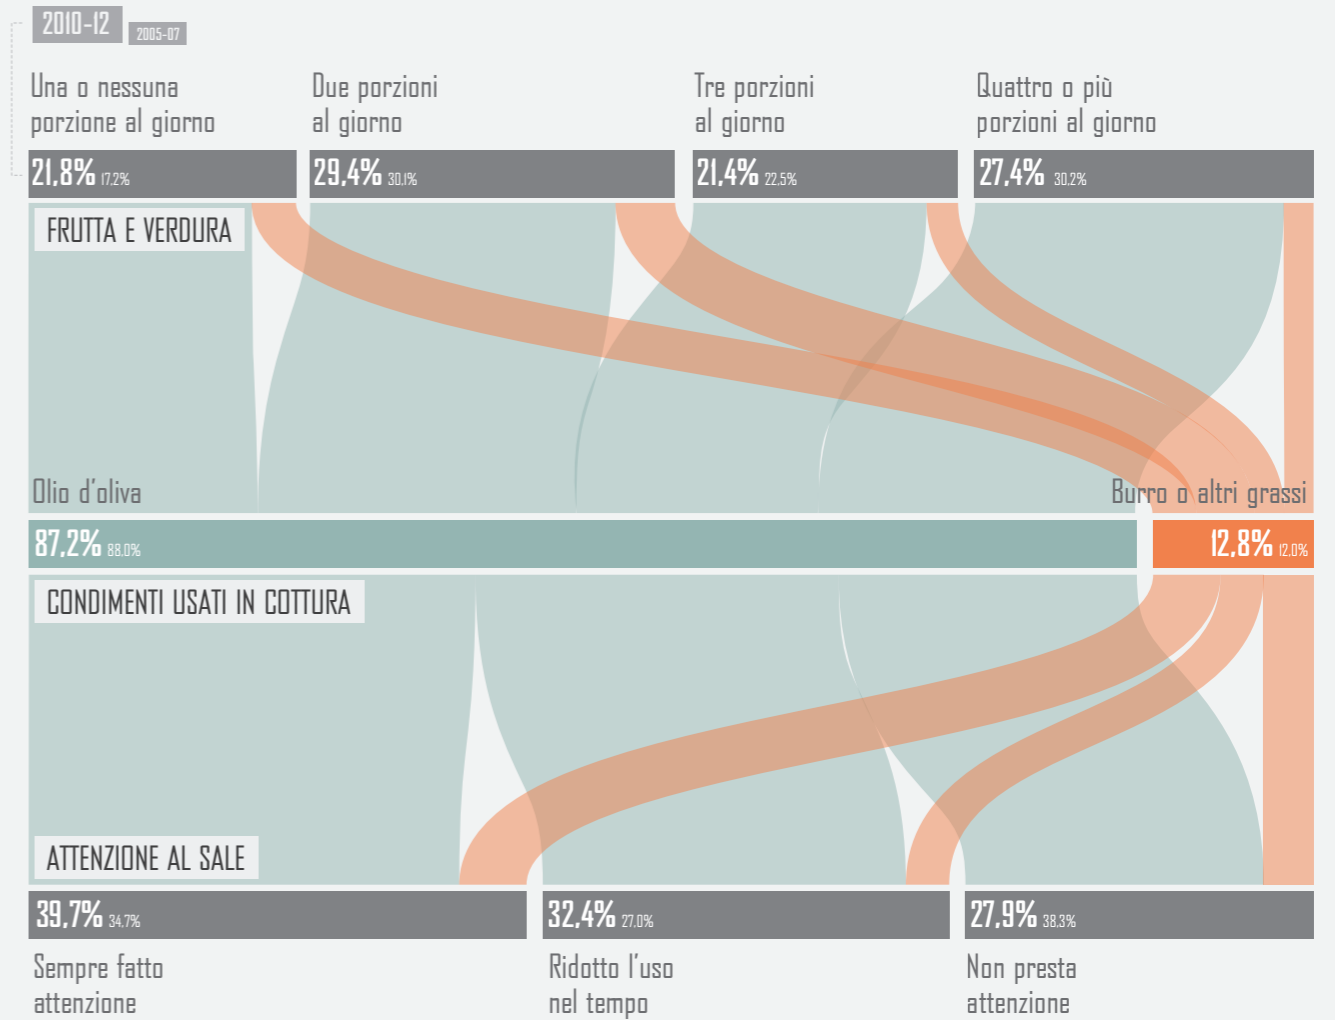 2010-12 2005-07
Una o nessuna
porzione al giorno
Due porzioni
al giorno
Tre porzioni
al giorno
Quattro o più
porzioni al giorno
21,8% 17,2%
29,4% 30,1%
21,4% 22,5%
27,4% 30,2%
FRUTTA E VERDURA
Olio d'oliva
Burro o altri grassi
87,2% 88,0%
12,8% 12,0%
CONDIMENTI USATI IN COTTURA
ATTENZIONE AL SALE
39,7% 34,7%
32,4% 27,0%
27,9% 38,3%
Sempre fatto
attenzione
Ridotto l'uso
nel tempo
Non presta
attenzione